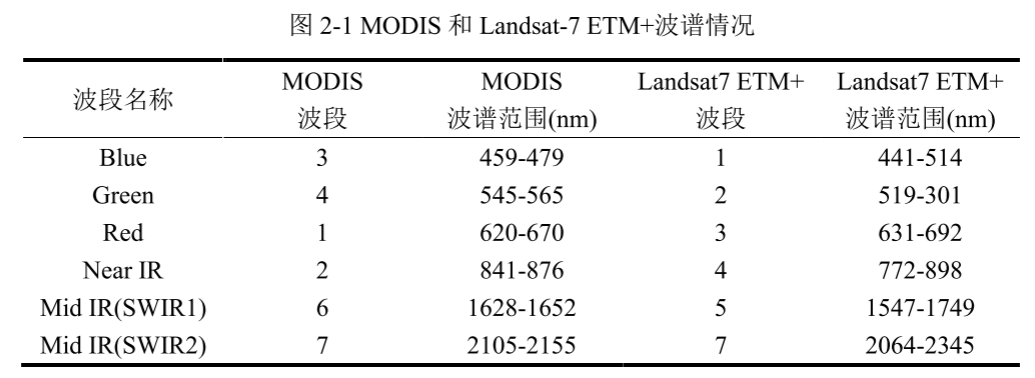 图 2-1 MODIS 和 Landsat-7 ETM+波谱情况
波段名称 MODIS 波段 MODIS 波谱范围(nm) Landsat7 ETM+ 波段 Landsat7 ETM+ 波谱范围(nm)
Blue 3 459-479 1 441-514
Green 4 545-565 2 519-301
Red 1 620-670 3 631-692
Near IR 2 841-876 4 772-898
Mid IR(SWIR1) 6 1628-1652 5 1547-1749
Mid IR(SWIR2) 7 2105-2155 7 2064-2345